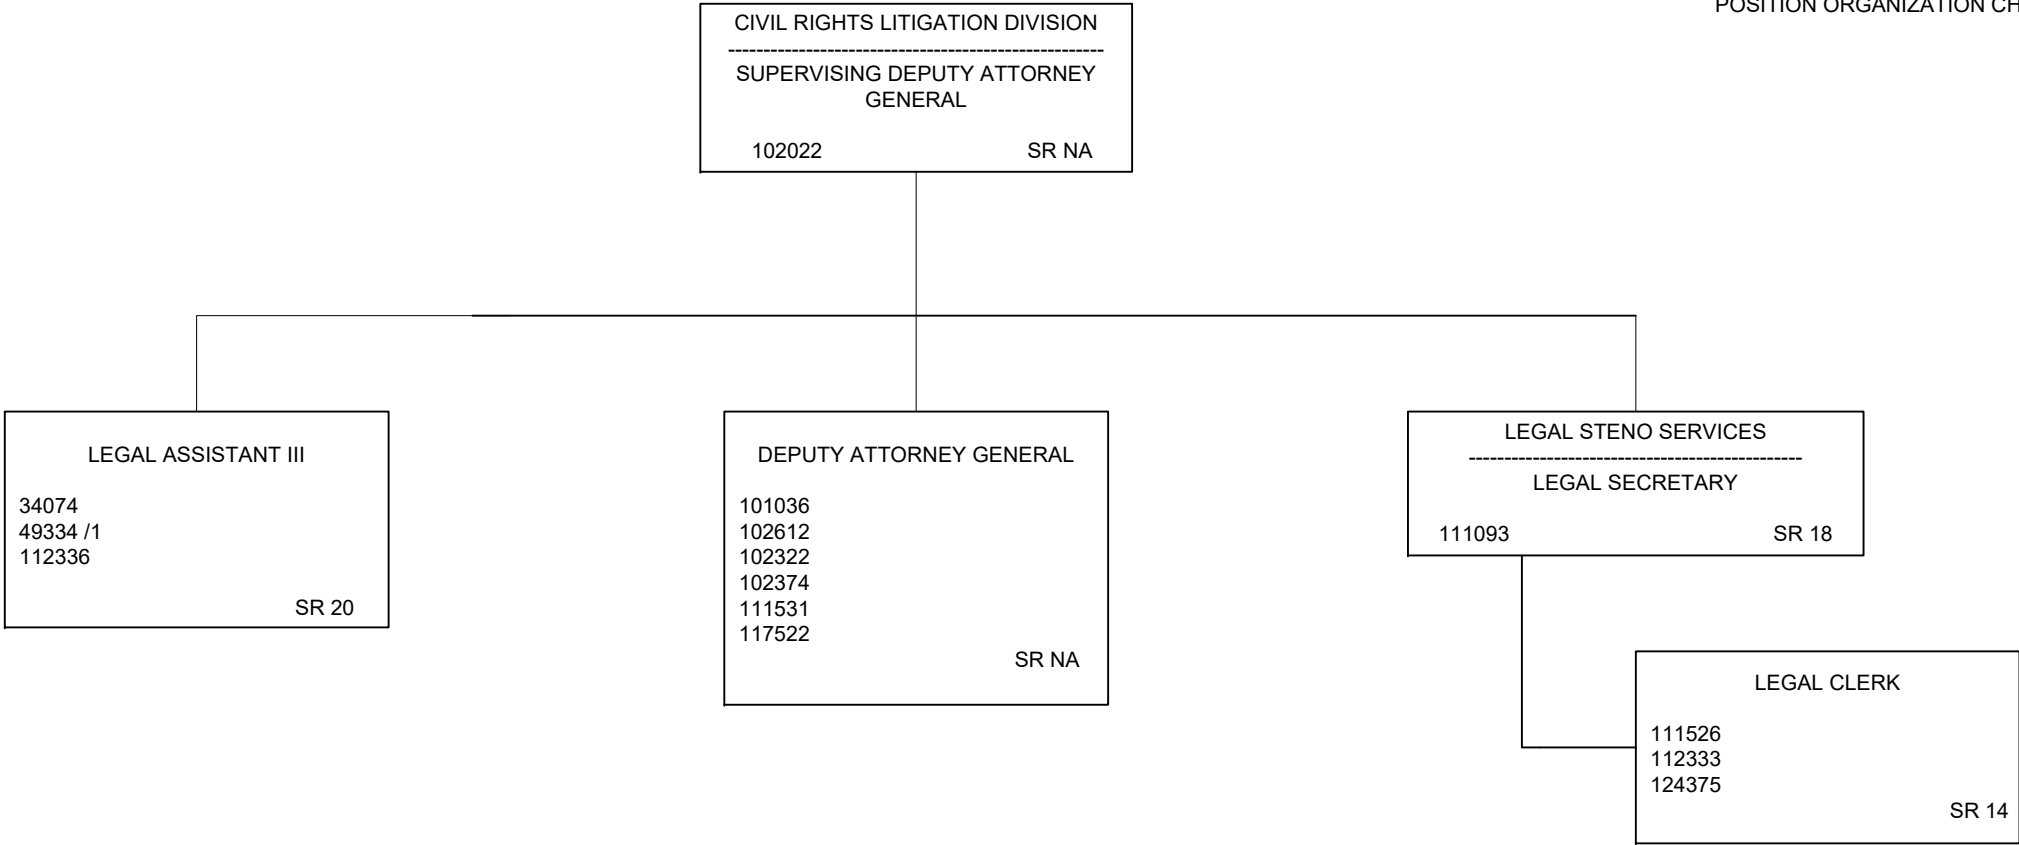 POSITION ORGANIZATION CH
CIVIL RIGHTS LITIGATION DIVISION
-----------------------------------------------------
SUPERVISING DEPUTY ATTORNEY
GENERAL
102022 SR NA
LEGAL ASSISTANT III
34074
49334 /1
112336
SR 20
DEPUTY ATTORNEY GENERAL
101036
102612
102322
102374
111531
117522
SR NA
LEGAL STENO SERVICES
-----------------------------------------------
LEGAL SECRETARY
111093 SR 18
LEGAL CLERK
111526
112333
124375
SR 14